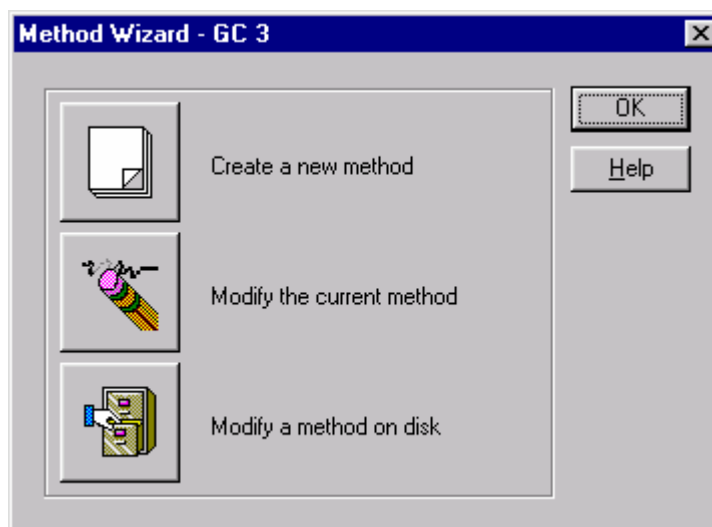 Method Wizard - GC 3
OK
Create a new method
Help
Modify the current method
Modify a method on disk